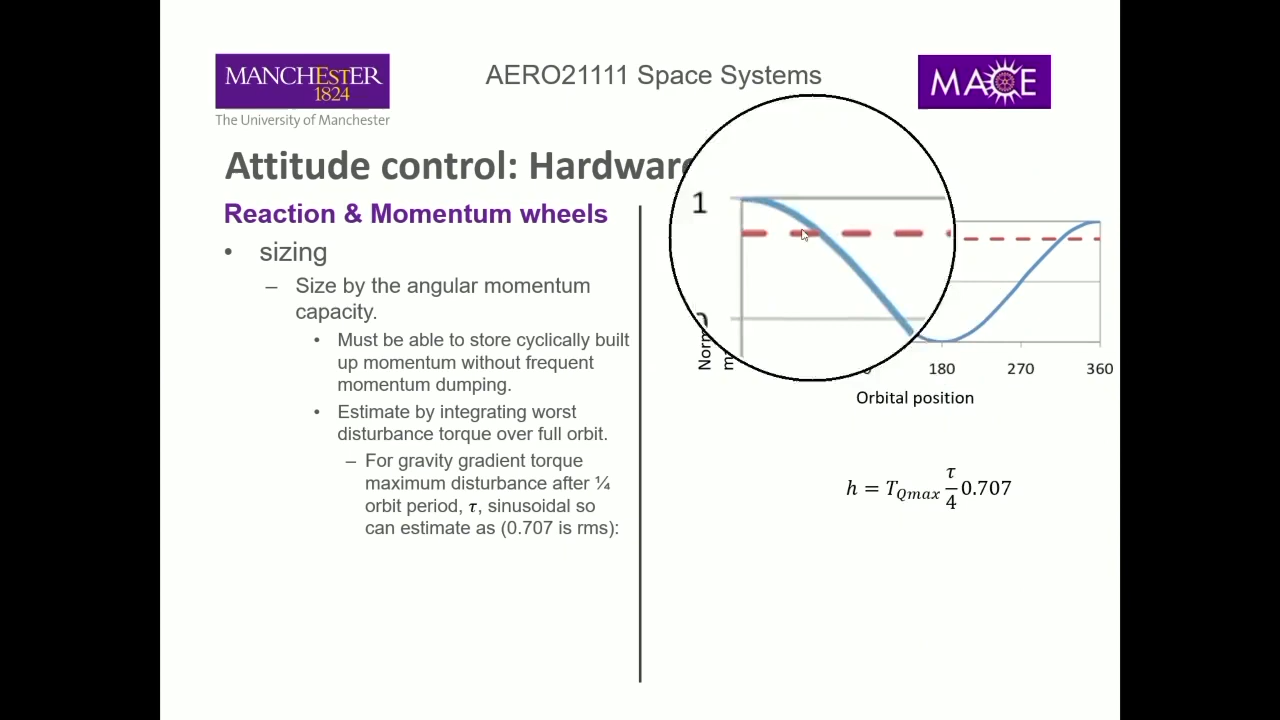 MANCHESTER
1824
The University of Manchester
AERO21111 Space Systems
MACE
Attitude control: Hardware
Reaction & Momentum wheels
• sizing
– Size by the angular momentum
capacity.
• Must be able to store cyclically built
up momentum without frequent
momentum dumping.
• Estimate by integrating worst
disturbance torque over full orbit.
– For gravity gradient torque
maximum disturbance after ¼
orbit period, τ, sinusoidal so
can estimate as (0.707 is rms):
1
180 270 360
Orbital position
h = T_Qmax τ/4 0.707